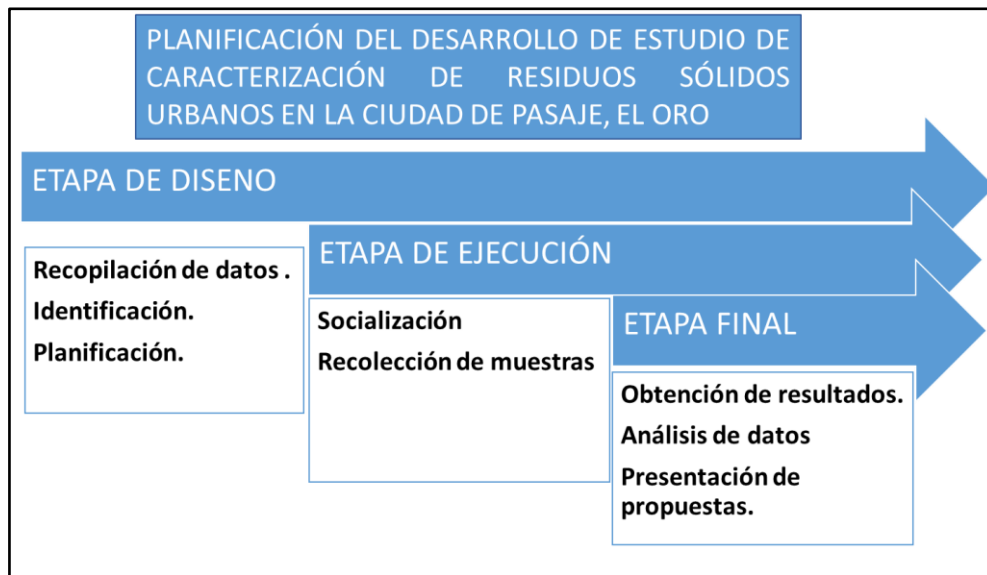 PLANIFICACIÓN DEL DESARROLLO DE ESTUDIO DE
CARACTERIZACIÓN DE RESIDUOS SÓLIDOS
URBANOS EN LA CIUDAD DE PASAJE, EL ORO
ETAPA DE DISENO
Recopilación de datos .
Identificación.
Planificación.
ETAPA DE EJECUCIÓN
Socialización
Recolección de muestras
ETAPA FINAL
Obtención de resultados.
Análisis de datos
Presentación de
propuestas.